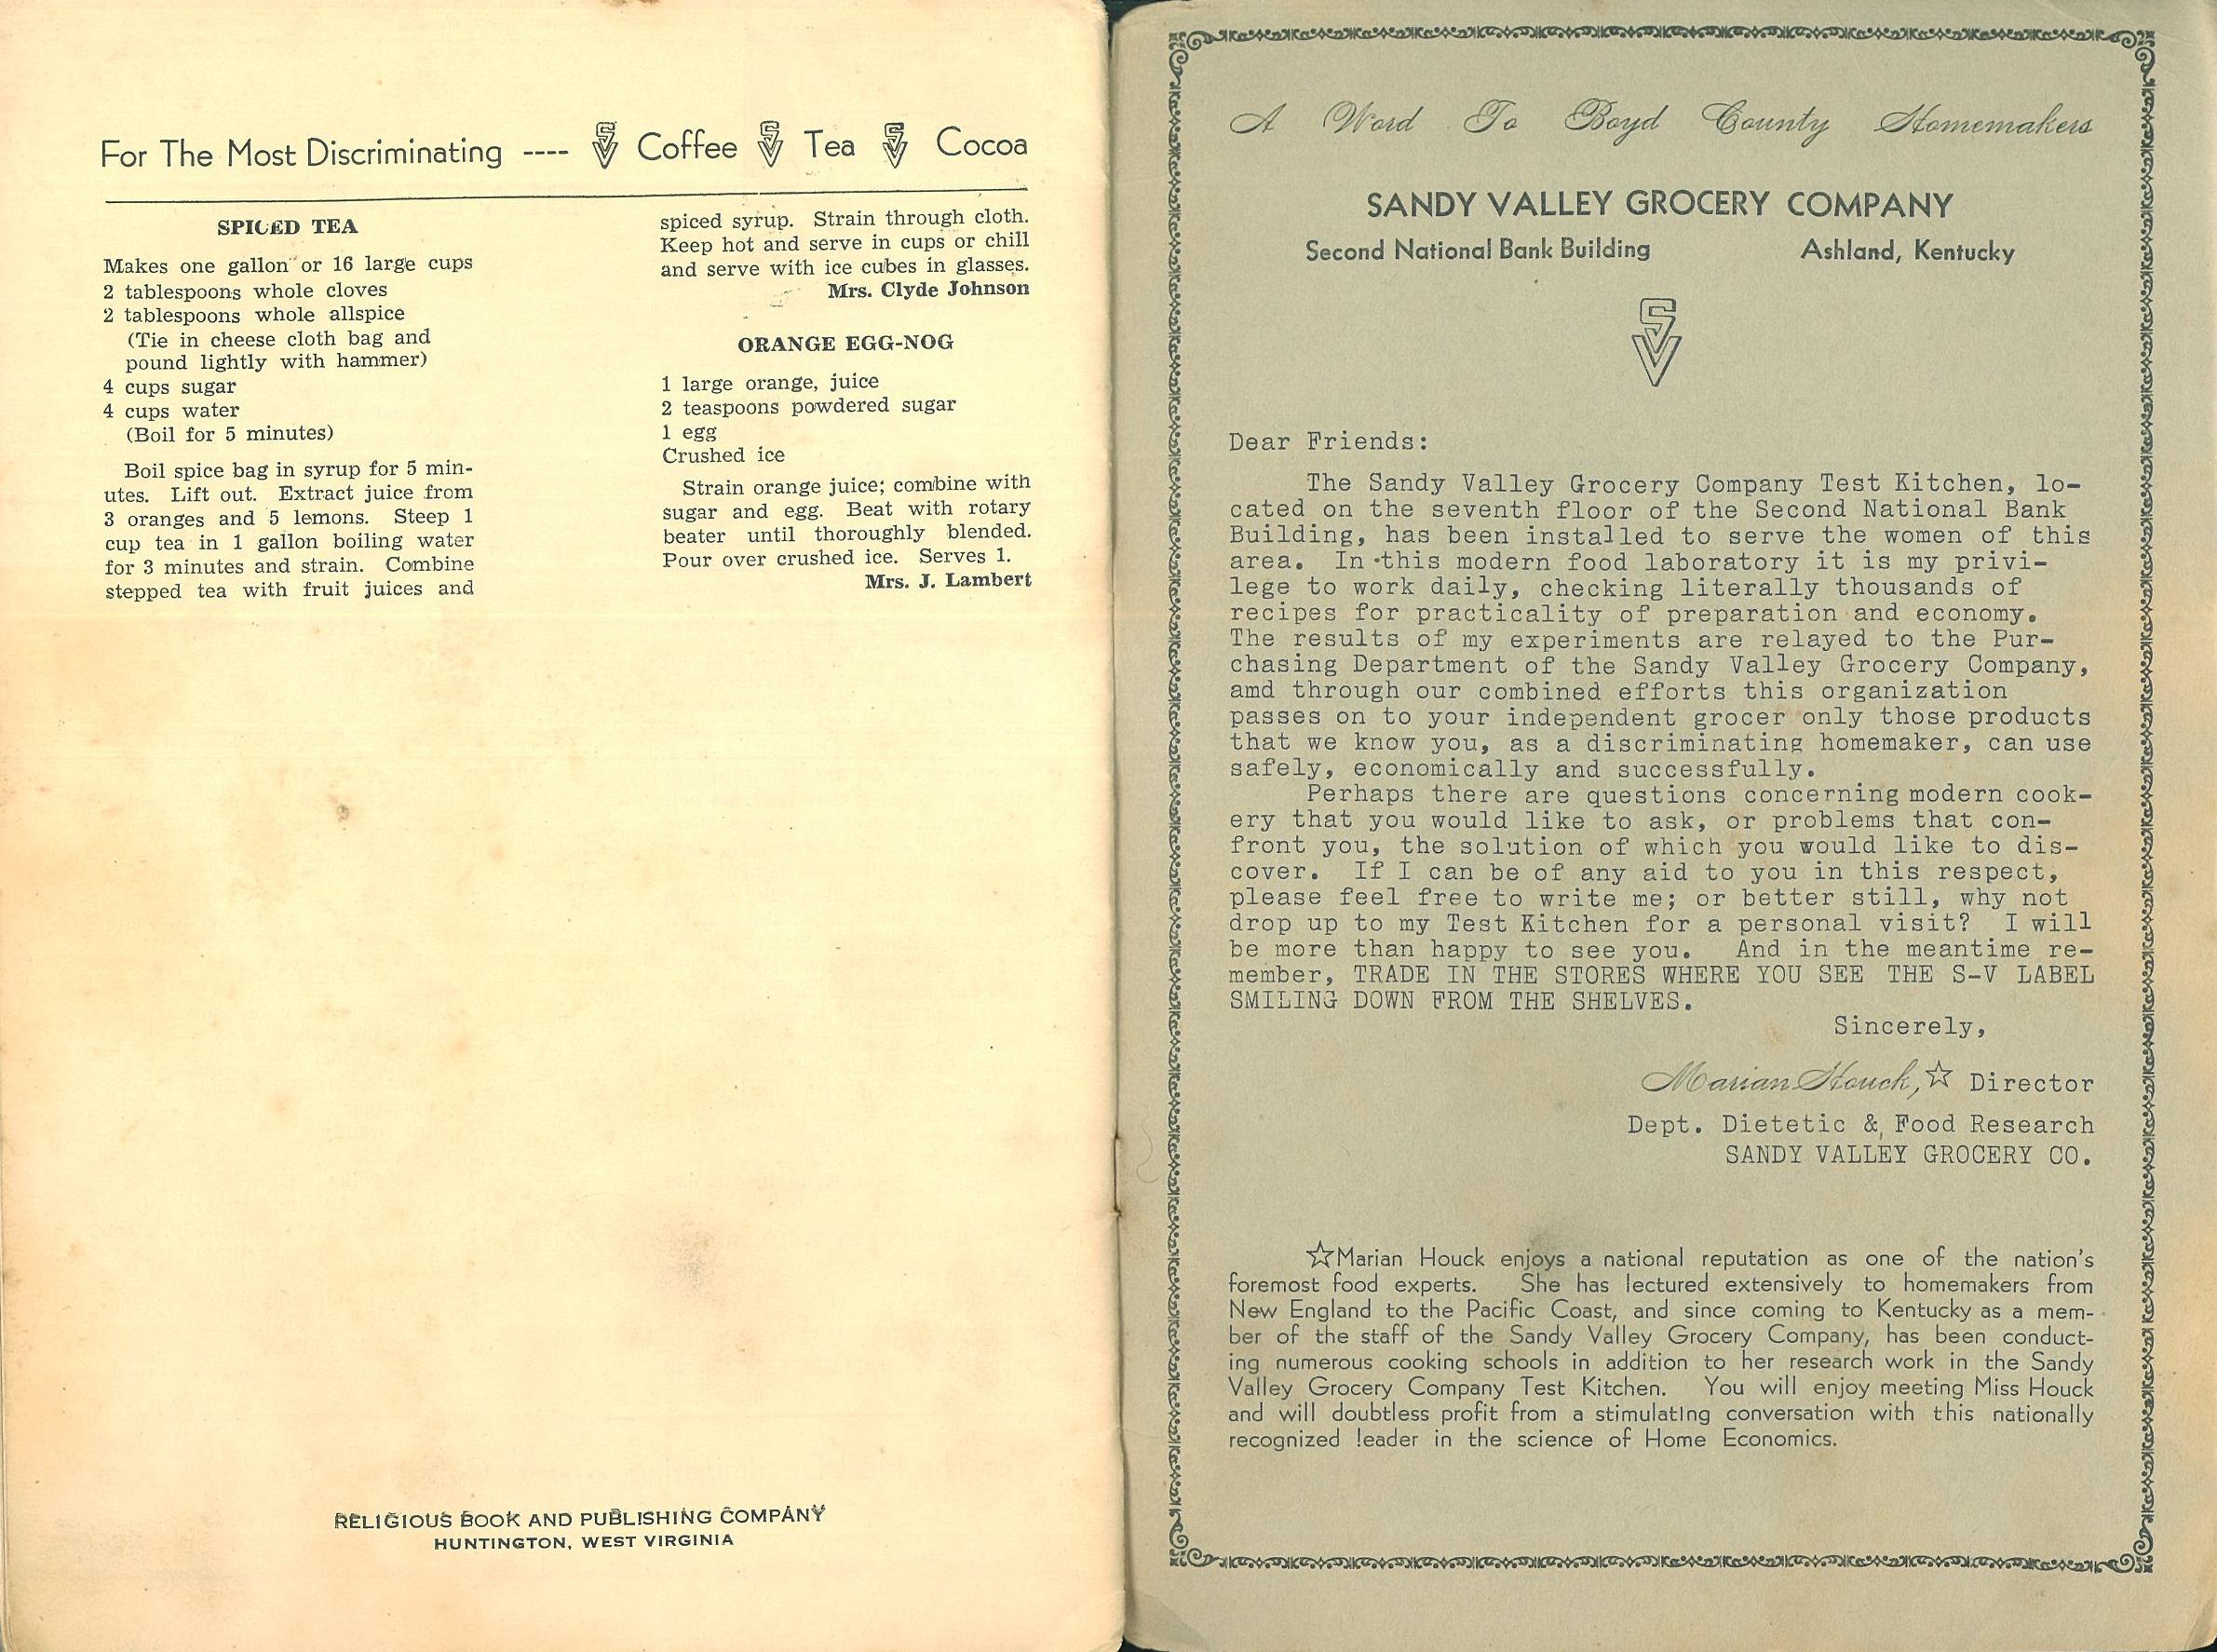 For The Most Discriminating ---- SV Coffee SV Tea SV Cocoa
SPICED TEA
Makes one gallon or 16 large cups
2 tablespoons whole cloves
2 tablespoons whole allspice
(Tie in cheese cloth bag and
pound lightly with hammer)
4 cups sugar
4 cups water
(Boil for 5 minutes)
Boil spice bag in syrup for 5 min-
utes. Lift out. Extract juice from
3 oranges and 5 lemons. Steep 1
cup tea in 1 gallon boiling water
for 3 minutes and strain. Combine
stepped tea with fruit juices and
spiced syrup. Strain through cloth.
Keep hot and serve in cups or chill
and serve with ice cubes in glasses.
Mrs. Clyde Johnson
ORANGE EGG-NOG
1 large orange, juice
2 teaspoons powdered sugar
1 egg
Crushed ice
Strain orange juice; combine with
sugar and egg. Beat with rotary
beater until thoroughly blended.
Pour over crushed ice. Serves 1.
Mrs. J. Lambert
RELIGIOUS BOOK AND PUBLISHING COMPANY
HUNTINGTON, WEST VIRGINIA
A Word To Boyd County Homemakers
SANDY VALLEY GROCERY COMPANY
Second National Bank Building Ashland, Kentucky
SV
Dear Friends:
The Sandy Valley Grocery Company Test Kitchen, lo-
cated on the seventh floor of the Second National Bank
Building, has been installed to serve the women of this
area. In this modern food laboratory it is my privi-
lege to work daily, checking literally thousands of
recipes for practicality of preparation and economy.
The results of my experiments are relayed to the Pur-
chasing Department of the Sandy Valley Grocery Company,
amd through our combined efforts this organization
passes on to your independent grocer only those products
that we know you, as a discriminating homemaker, can use
safely, economically and successfully.
Perhaps there are questions concerning modern cook-
ery that you would like to ask, or problems that con-
front you, the solution of which you would like to dis-
cover. If I can be of any aid to you in this respect,
please feel free to write me; or better still, why not
drop up to my Test Kitchen for a personal visit? I will
be more than happy to see you. And in the meantime re-
member, TRADE IN THE STORES WHERE YOU SEE THE S-V LABEL
SMILING DOWN FROM THE SHELVES.
Sincerely,
Marian Houck,☆ Director
Dept. Dietetic & Food Research
SANDY VALLEY GROCERY CO.
☆Marian Houck enjoys a national reputation as one of the nation's
foremost food experts. She has lectured extensively to homemakers from
New England to the Pacific Coast, and since coming to Kentucky as a mem-
ber of the staff of the Sandy Valley Grocery Company, has been conduct-
ing numerous cooking schools in addition to her research work in the Sandy
Valley Grocery Company Test Kitchen. You will enjoy meeting Miss Houck
and will doubtless profit from a stimulating conversation with this nationally
recognized leader in the science of Home Economics.